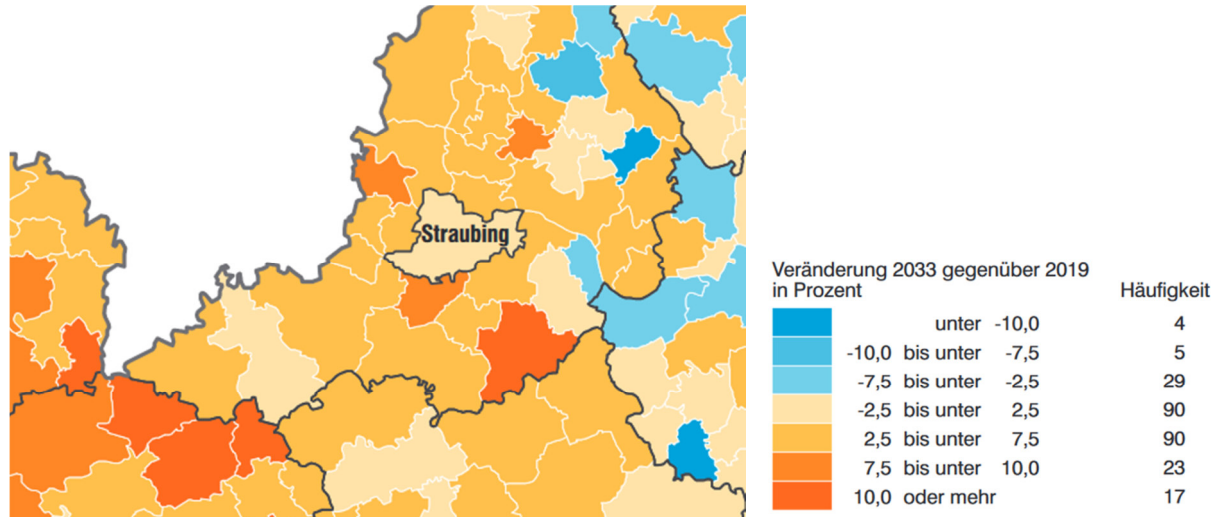 Straubing
Veränderung 2033 gegenüber 2019
in Prozent Häufigkeit
unter -10,0 4
-10,0 bis unter -7,5 5
-7,5 bis unter -2,5 29
-2,5 bis unter 2,5 90
2,5 bis unter 7,5 90
7,5 bis unter 10,0 23
10,0 oder mehr 17